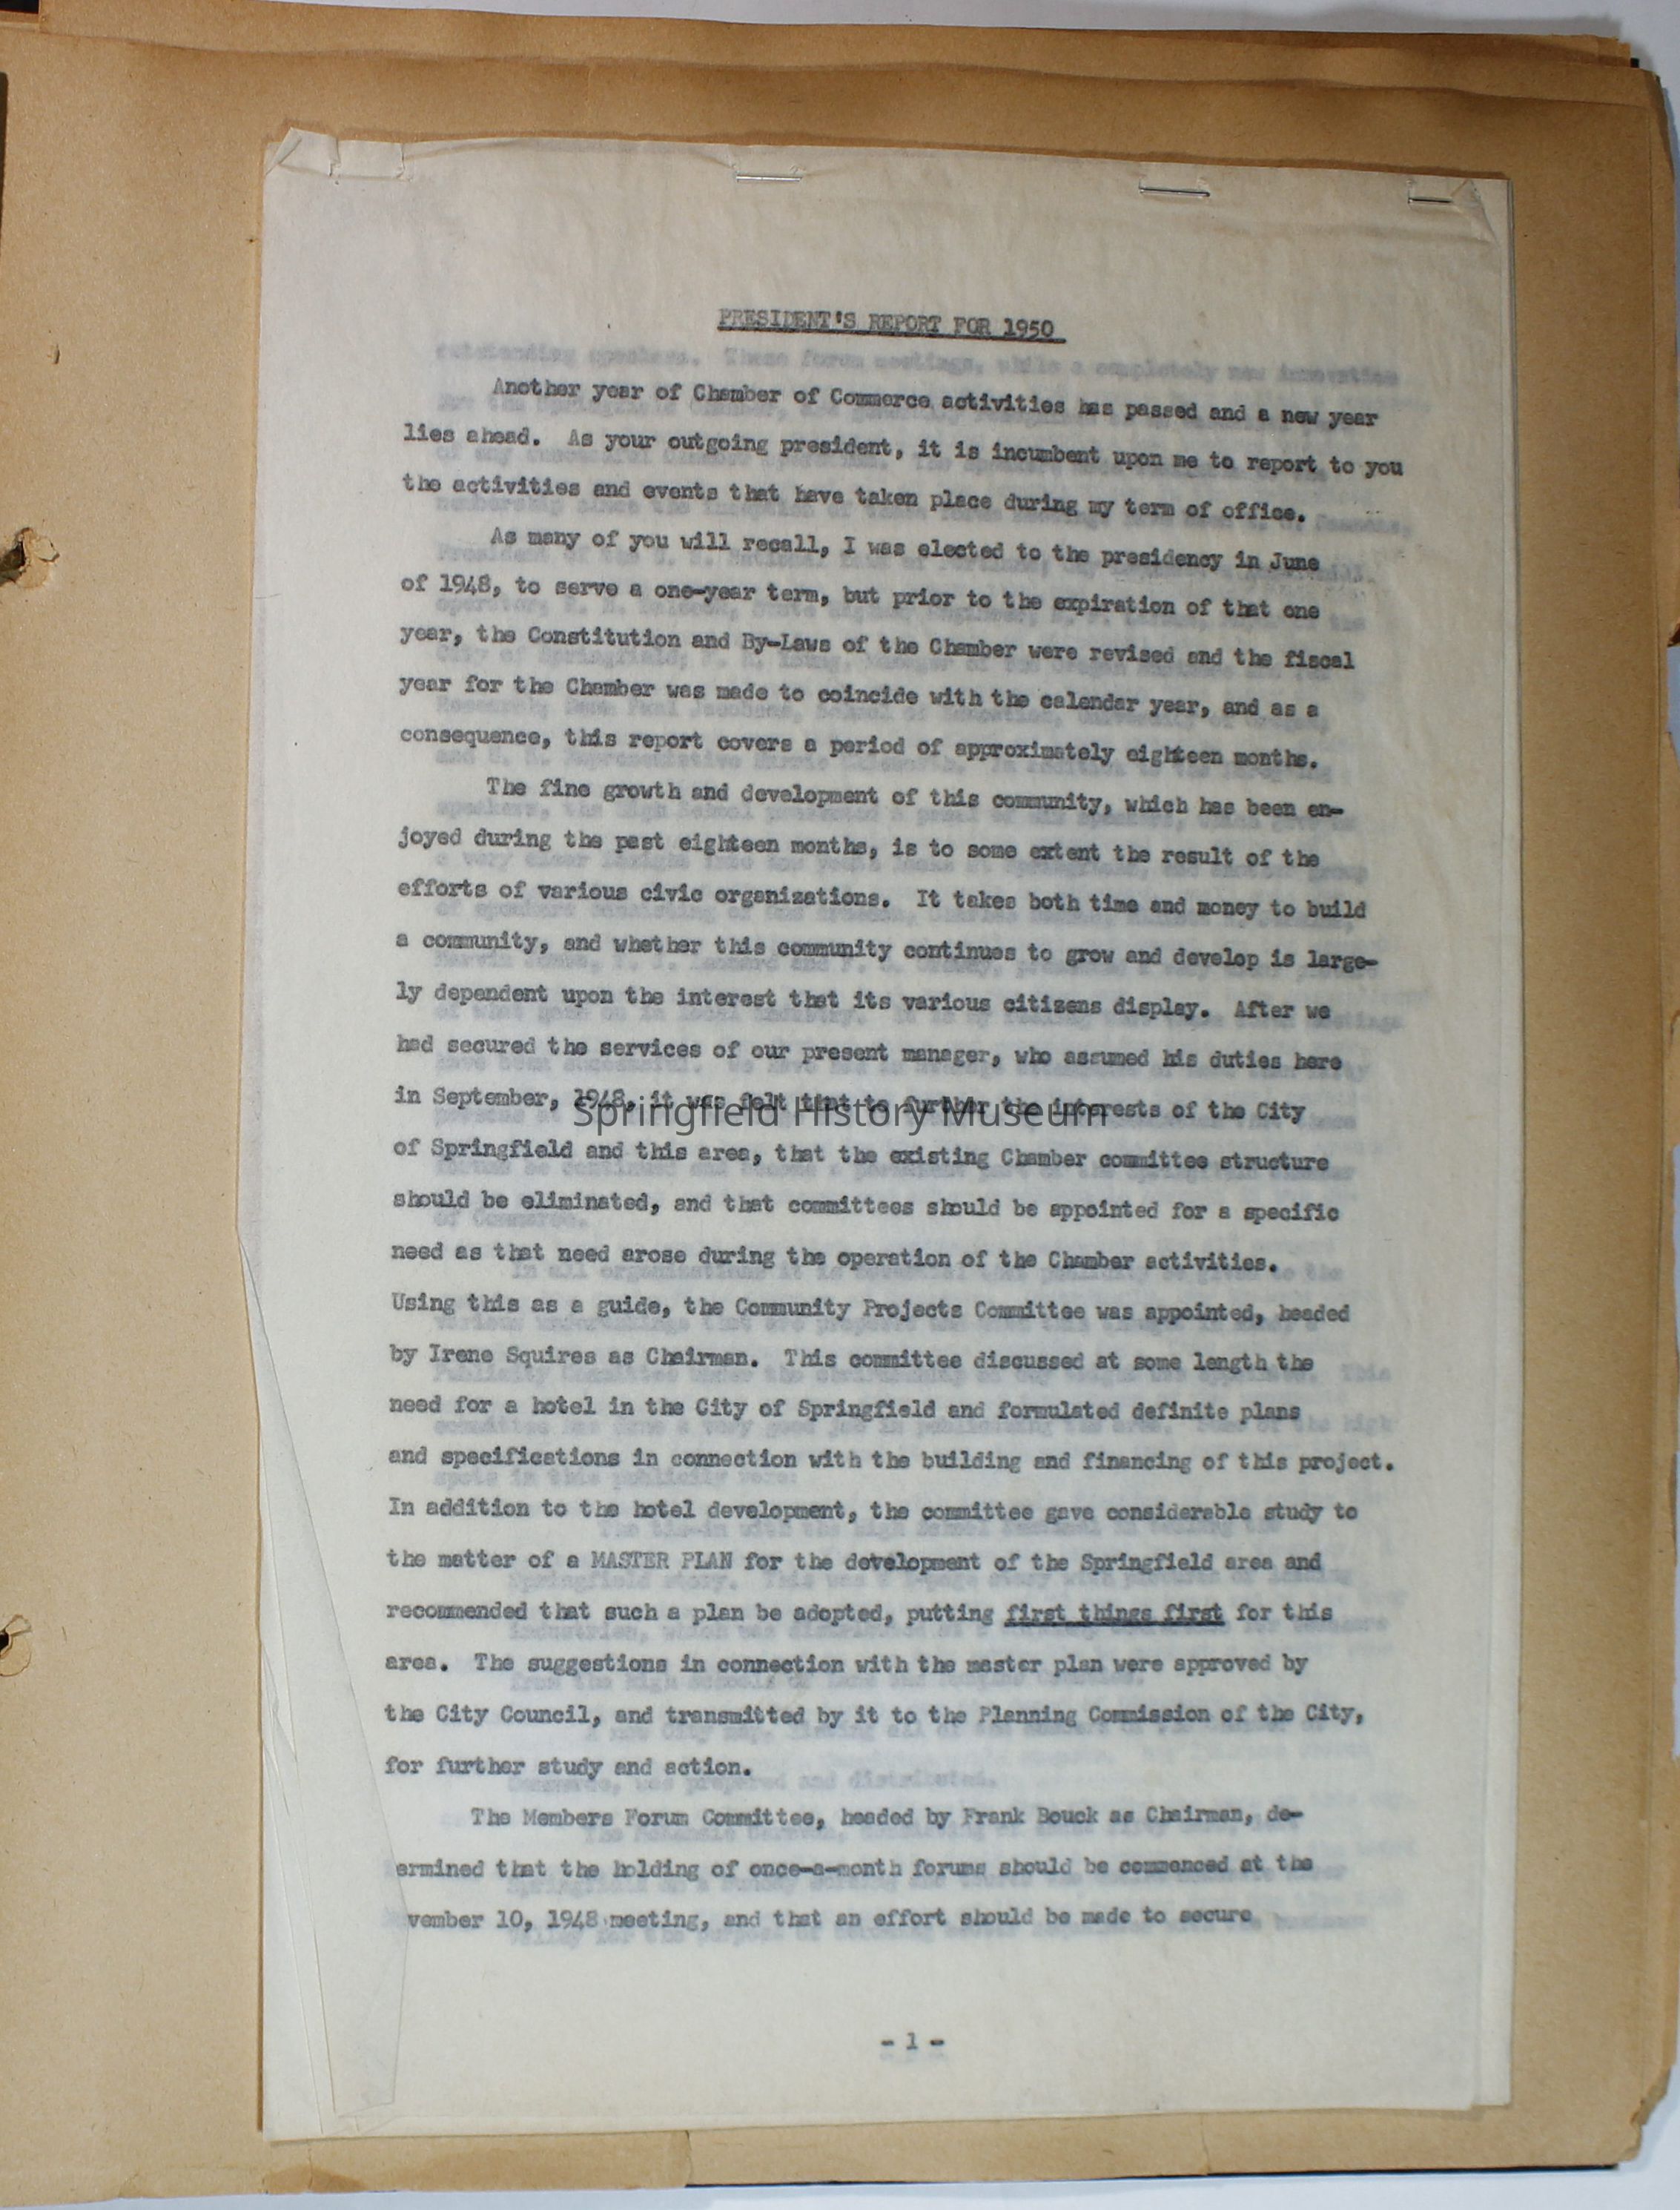 PRESIDENT'S REPORT FOR 1950
Another year of Chamber of Commerce activities has passed and a new year
lies ahead. As your outgoing president, it is incumbent upon me to report to you
the activities and events that have taken place during my term of office.
As many of you will recall, I was elected to the presidency in June
of 1948, to serve a one-year term, but prior to the expiration of that one
year, the Constitution and By-Laws of the Chamber were revised and the fiscal
year for the Chamber was made to coincide with the calendar year, and as a
consequence, this report covers a period of approximately eighteen months.
The fine growth and development of this community, which has been en-
joyed during the past eighteen months, is to some extent the result of the
efforts of various civic organizations. It takes both time and money to build
a community, and whether this community continues to grow and develop is large-
ly dependent upon the interest that its various citizens display. After we
had secured the services of our present manager, who assumed his duties here
in September, 1948, it was felt that to further the interests of the City
Springfield History Museum
of Springfield and this area, that the existing Chamber committee structure
should be eliminated, and that committees should be appointed for a specific
need as that need arose during the operation of the Chamber activities.
Using this as a guide, the Community Projects Committee was appointed, headed
by Irene Squires as Chairman. This committee discussed at some length the
need for a hotel in the City of Springfield and formulated definite plans
and specifications in connection with the building and financing of this project.
In addition to the hotel development, the committee gave considerable study to
the matter of a MASTER PLAN for the development of the Springfield area and
recommended that such a plan be adopted, putting first things first for this
area. The suggestions in connection with the master plan were approved by
the City Council, and transmitted by it to the Planning Commission of the City,
for further study and action.
The Members Forum Committee, headed by Frank Bouck as Chairman, de-
ermined that the holding of once-a-month forums should be commenced at the
vember 10, 1948 meeting, and that an effort should be made to secure
- 1 -